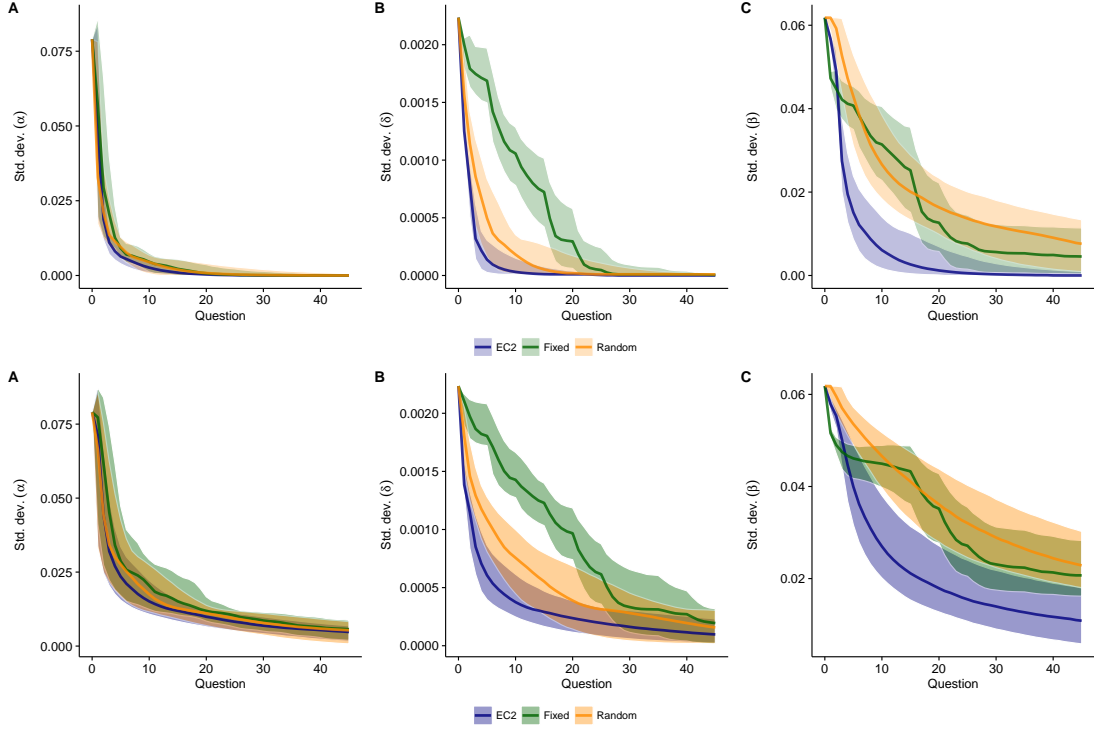 A
B
C
Std. dev. (α)
0.075
0.050
0.025
0.000
0 10 20 30 40
Question
Std. dev. (δ)
0.0020
0.0015
0.0010
0.0005
0.0000
0 10 20 30 40
Question
Std. dev. (β)
0.06
0.04
0.02
0.00
0 10 20 30 40
Question
EC2 Fixed Random
A
B
C
Std. dev. (α)
0.075
0.050
0.025
0.000
0 10 20 30 40
Question
Std. dev. (δ)
0.0020
0.0015
0.0010
0.0005
0.0000
0 10 20 30 40
Question
Std. dev. (β)
0.06
0.04
0.02
0 10 20 30 40
Question
EC2 Fixed Random